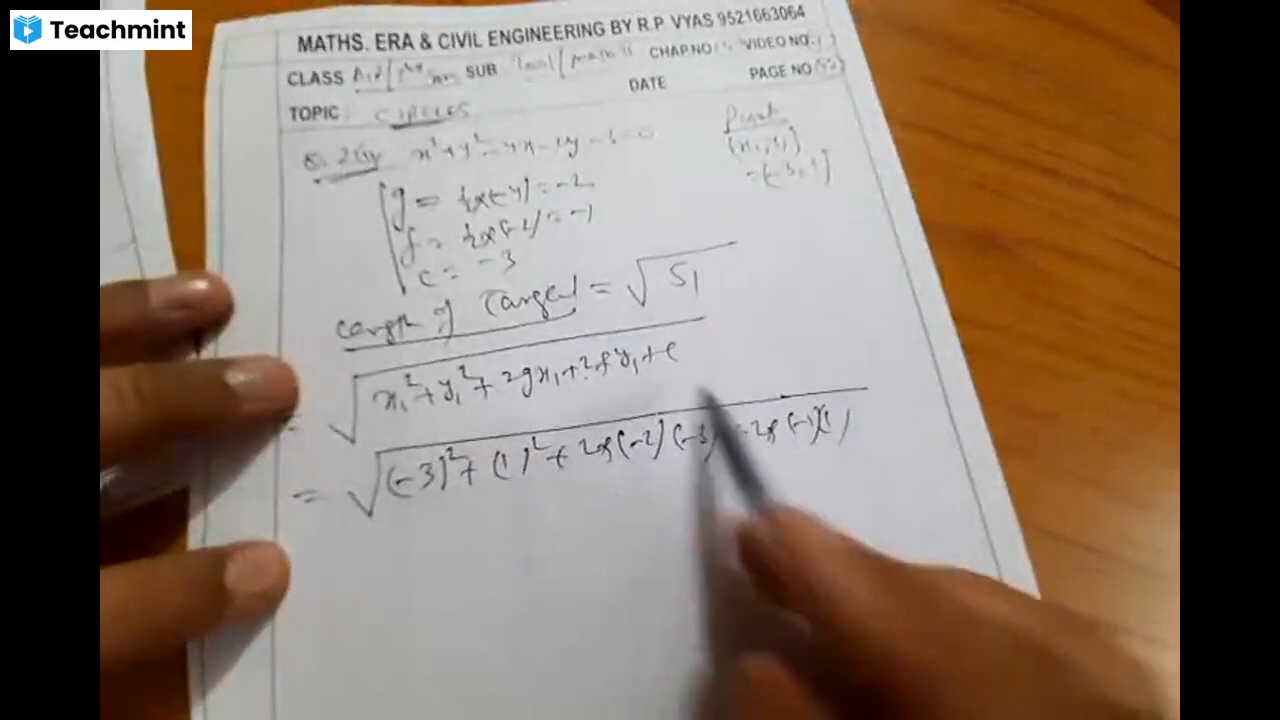 Teachmint
MATHS. ERA & CIVIL ENGINEERING BY R.P VYAS 9521663064
CLASS SUB CHAP.NO VIDEO NO.
DATE PAGE NO
TOPIC : CIRCLES
Q. 2(iv) x²+y²-4x-2y-3=0
Point
(x₁,y₁)
=(-3,1)
g = ½×(-4) = -2
f = ½×(-2) = -1
c = -3
Length of Tangent = √S₁
= √x₁²+y₁²+2gx₁+2fy₁+c
= √(-3)²+(1)²+2×(-2)(-3) 2×(-1)(1)